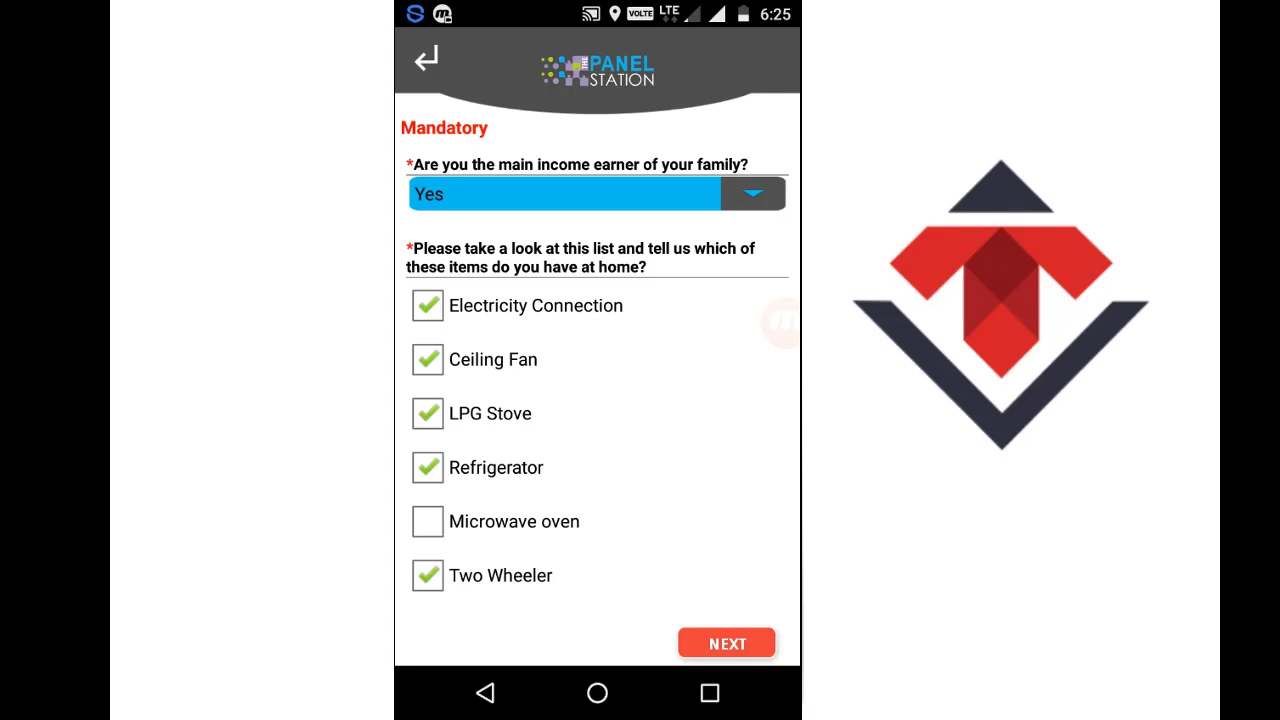 VOLTE LTE 6:25
THE PANEL
STATION
Mandatory
*Are you the main income earner of your family?
Yes
*Please take a look at this list and tell us which of
these items do you have at home?
Electricity Connection
Ceiling Fan
LPG Stove
Refrigerator
Microwave oven
Two Wheeler
NEXT